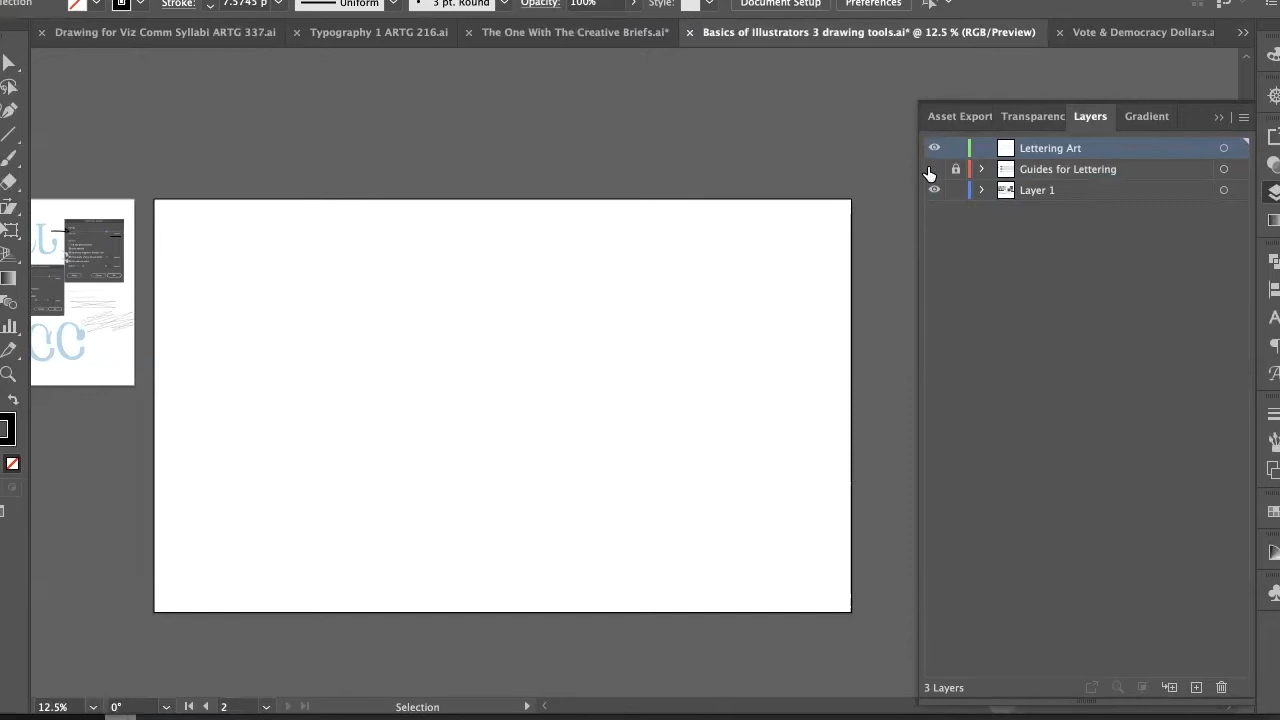 Stroke: 7.5745 p Uniform 3 pt. Round Opacity: 100% Style: Document Setup Preferences
Drawing for Viz Comm Syllabi ARTG 337.ai Typography 1 ARTG 216.ai The One With The Creative Briefs.ai* Basics of Illustrators 3 drawing tools.ai* @ 12.5 % (RGB/Preview) Vote & Democracy Dollars.a
Asset Export Transparenc Layers Gradient
Lettering Art
Guides for Lettering
Layer 1
3 Layers
12.5% 0° 2 Selection